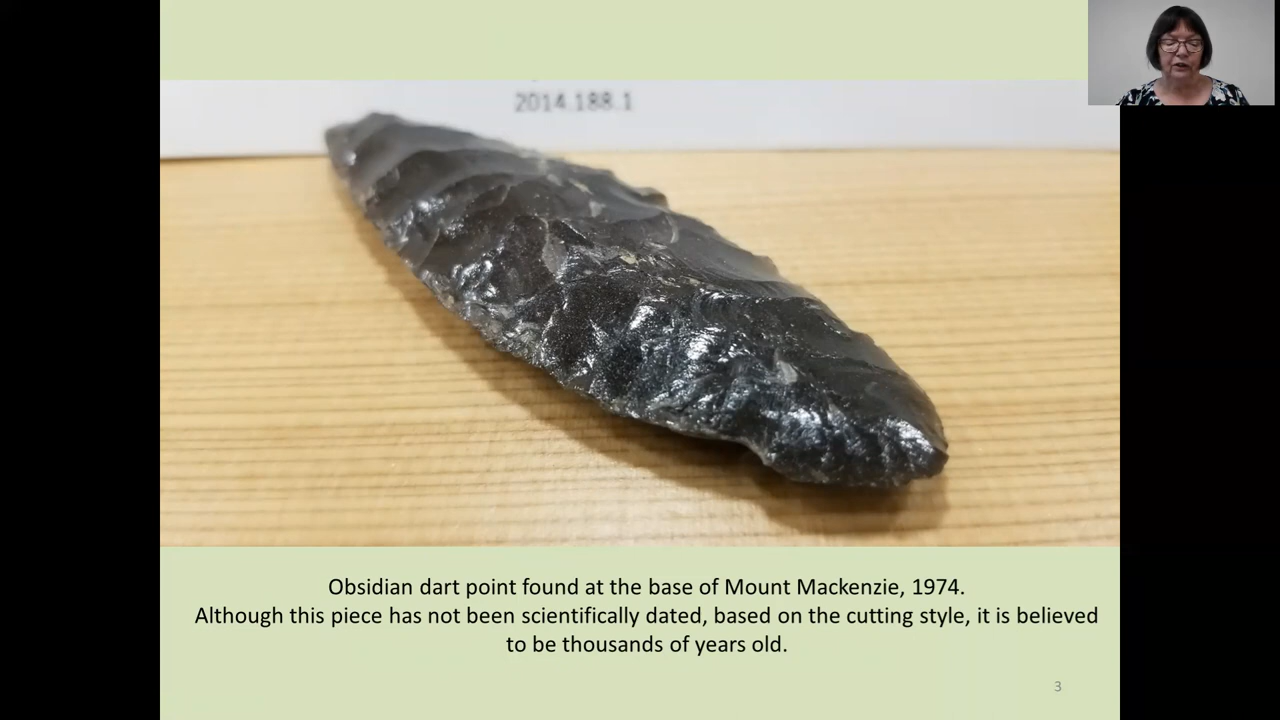 2014.188.1
Obsidian dart point found at the base of Mount Mackenzie, 1974.
Although this piece has not been scientifically dated, based on the cutting style, it is believed
to be thousands of years old.
3